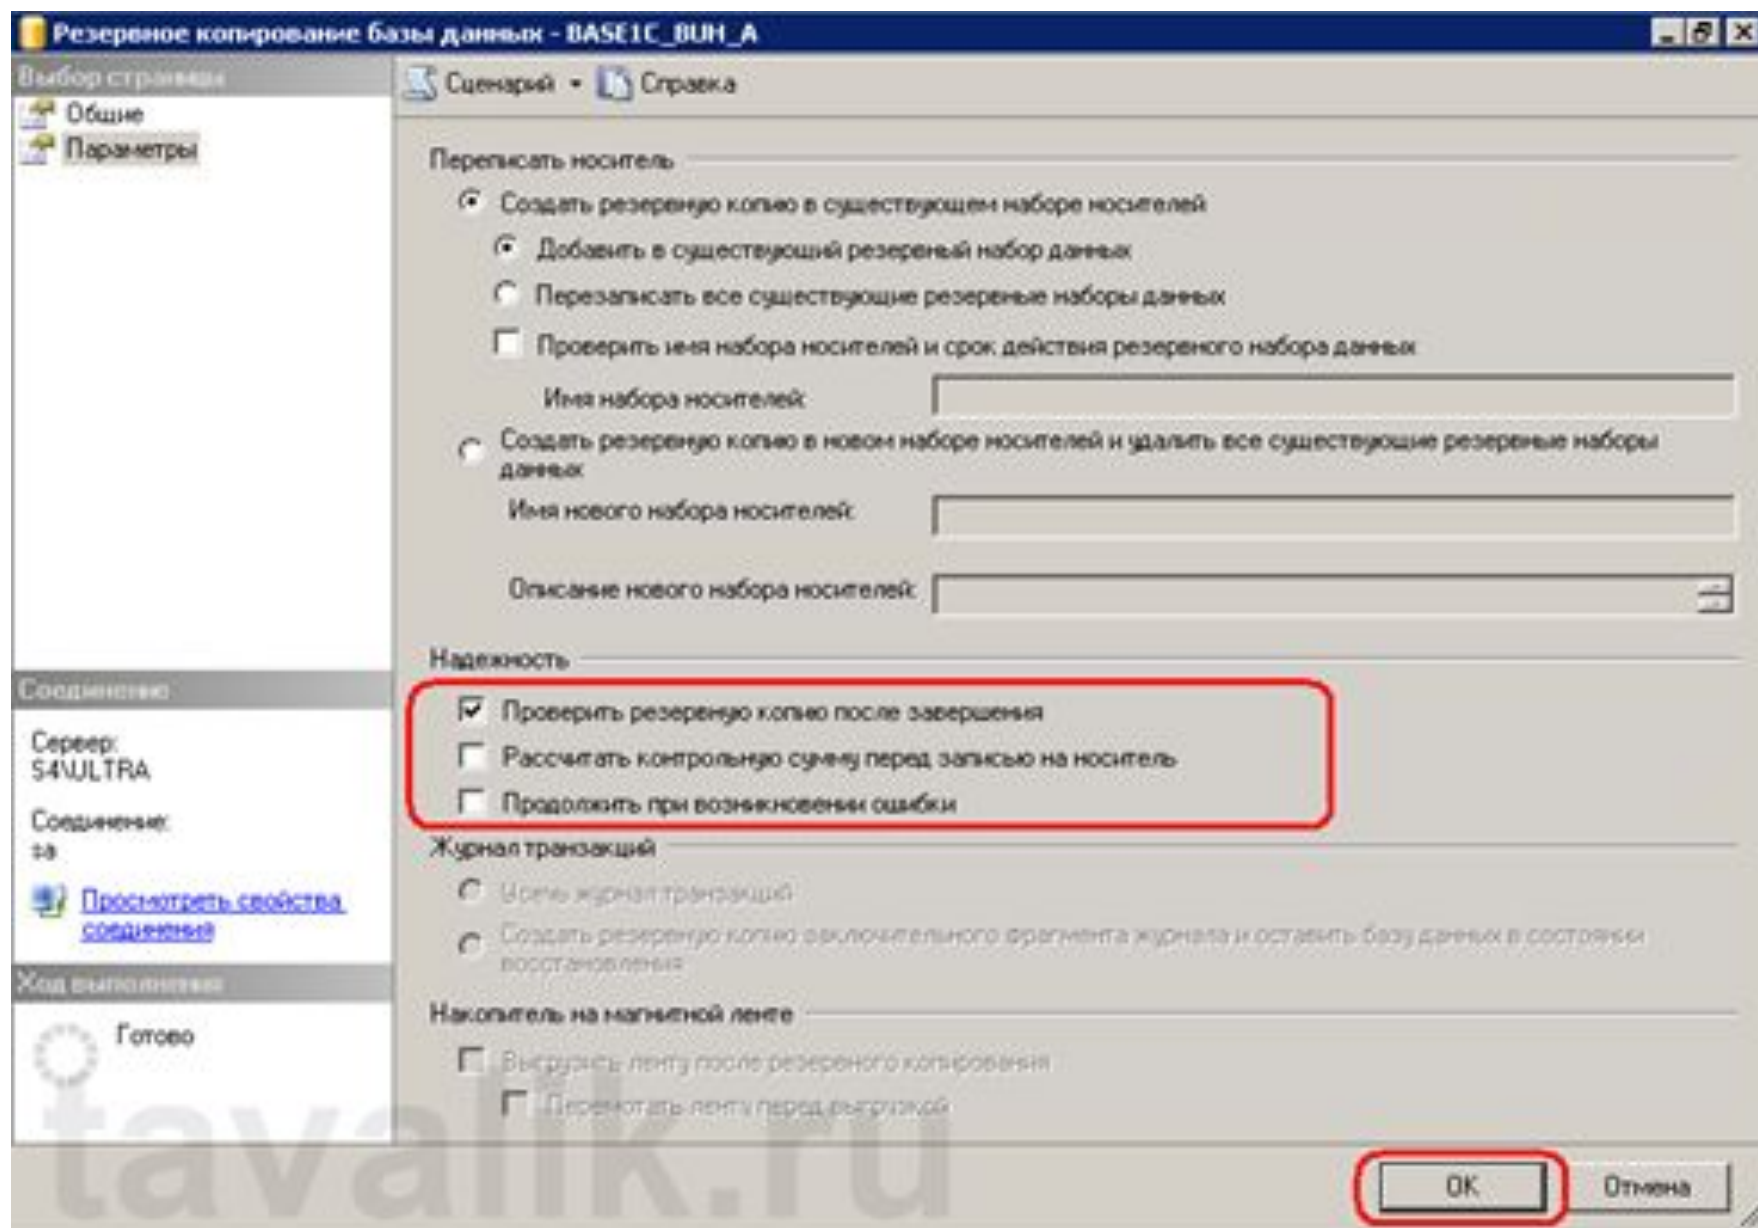 Резервное копирование базы данных - BASE1C_BUH_A
Выбор страницы
Общие
Параметры
Сценарий
Справка
Переписать носитель
Создать резервную копию в существующем наборе носителей
Добавить в существующий резервный набор данных
Перезаписать все существующие резервные наборы данных
Проверить имя набора носителей и срок действия резервного набора данных
Имя набора носителей:
Создать резервную копию в новом наборе носителей и удалить все существующие резервные наборы
данных
Имя нового набора носителей:
Описание нового набора носителей:
Надежность
Проверить резервную копию после завершения
Рассчитать контрольную сумму перед записью на носитель
Продолжить при возникновении ошибки
Журнал транзакций
Усечь журнал транзакций
Создать резервную копию заключительного фрагмента журнала и оставить базу данных в состоянии
восстановления
Накопитель на магнитной ленте
Выгрузить ленту после резервного копирования
Перемотать ленту перед выгрузкой
Соединение
Сервер:
S4\ULTRA
Соединение:
sa
Просмотреть свойства
соединения
Ход выполнения
Готово
tavalik.ru
OK
Отмена